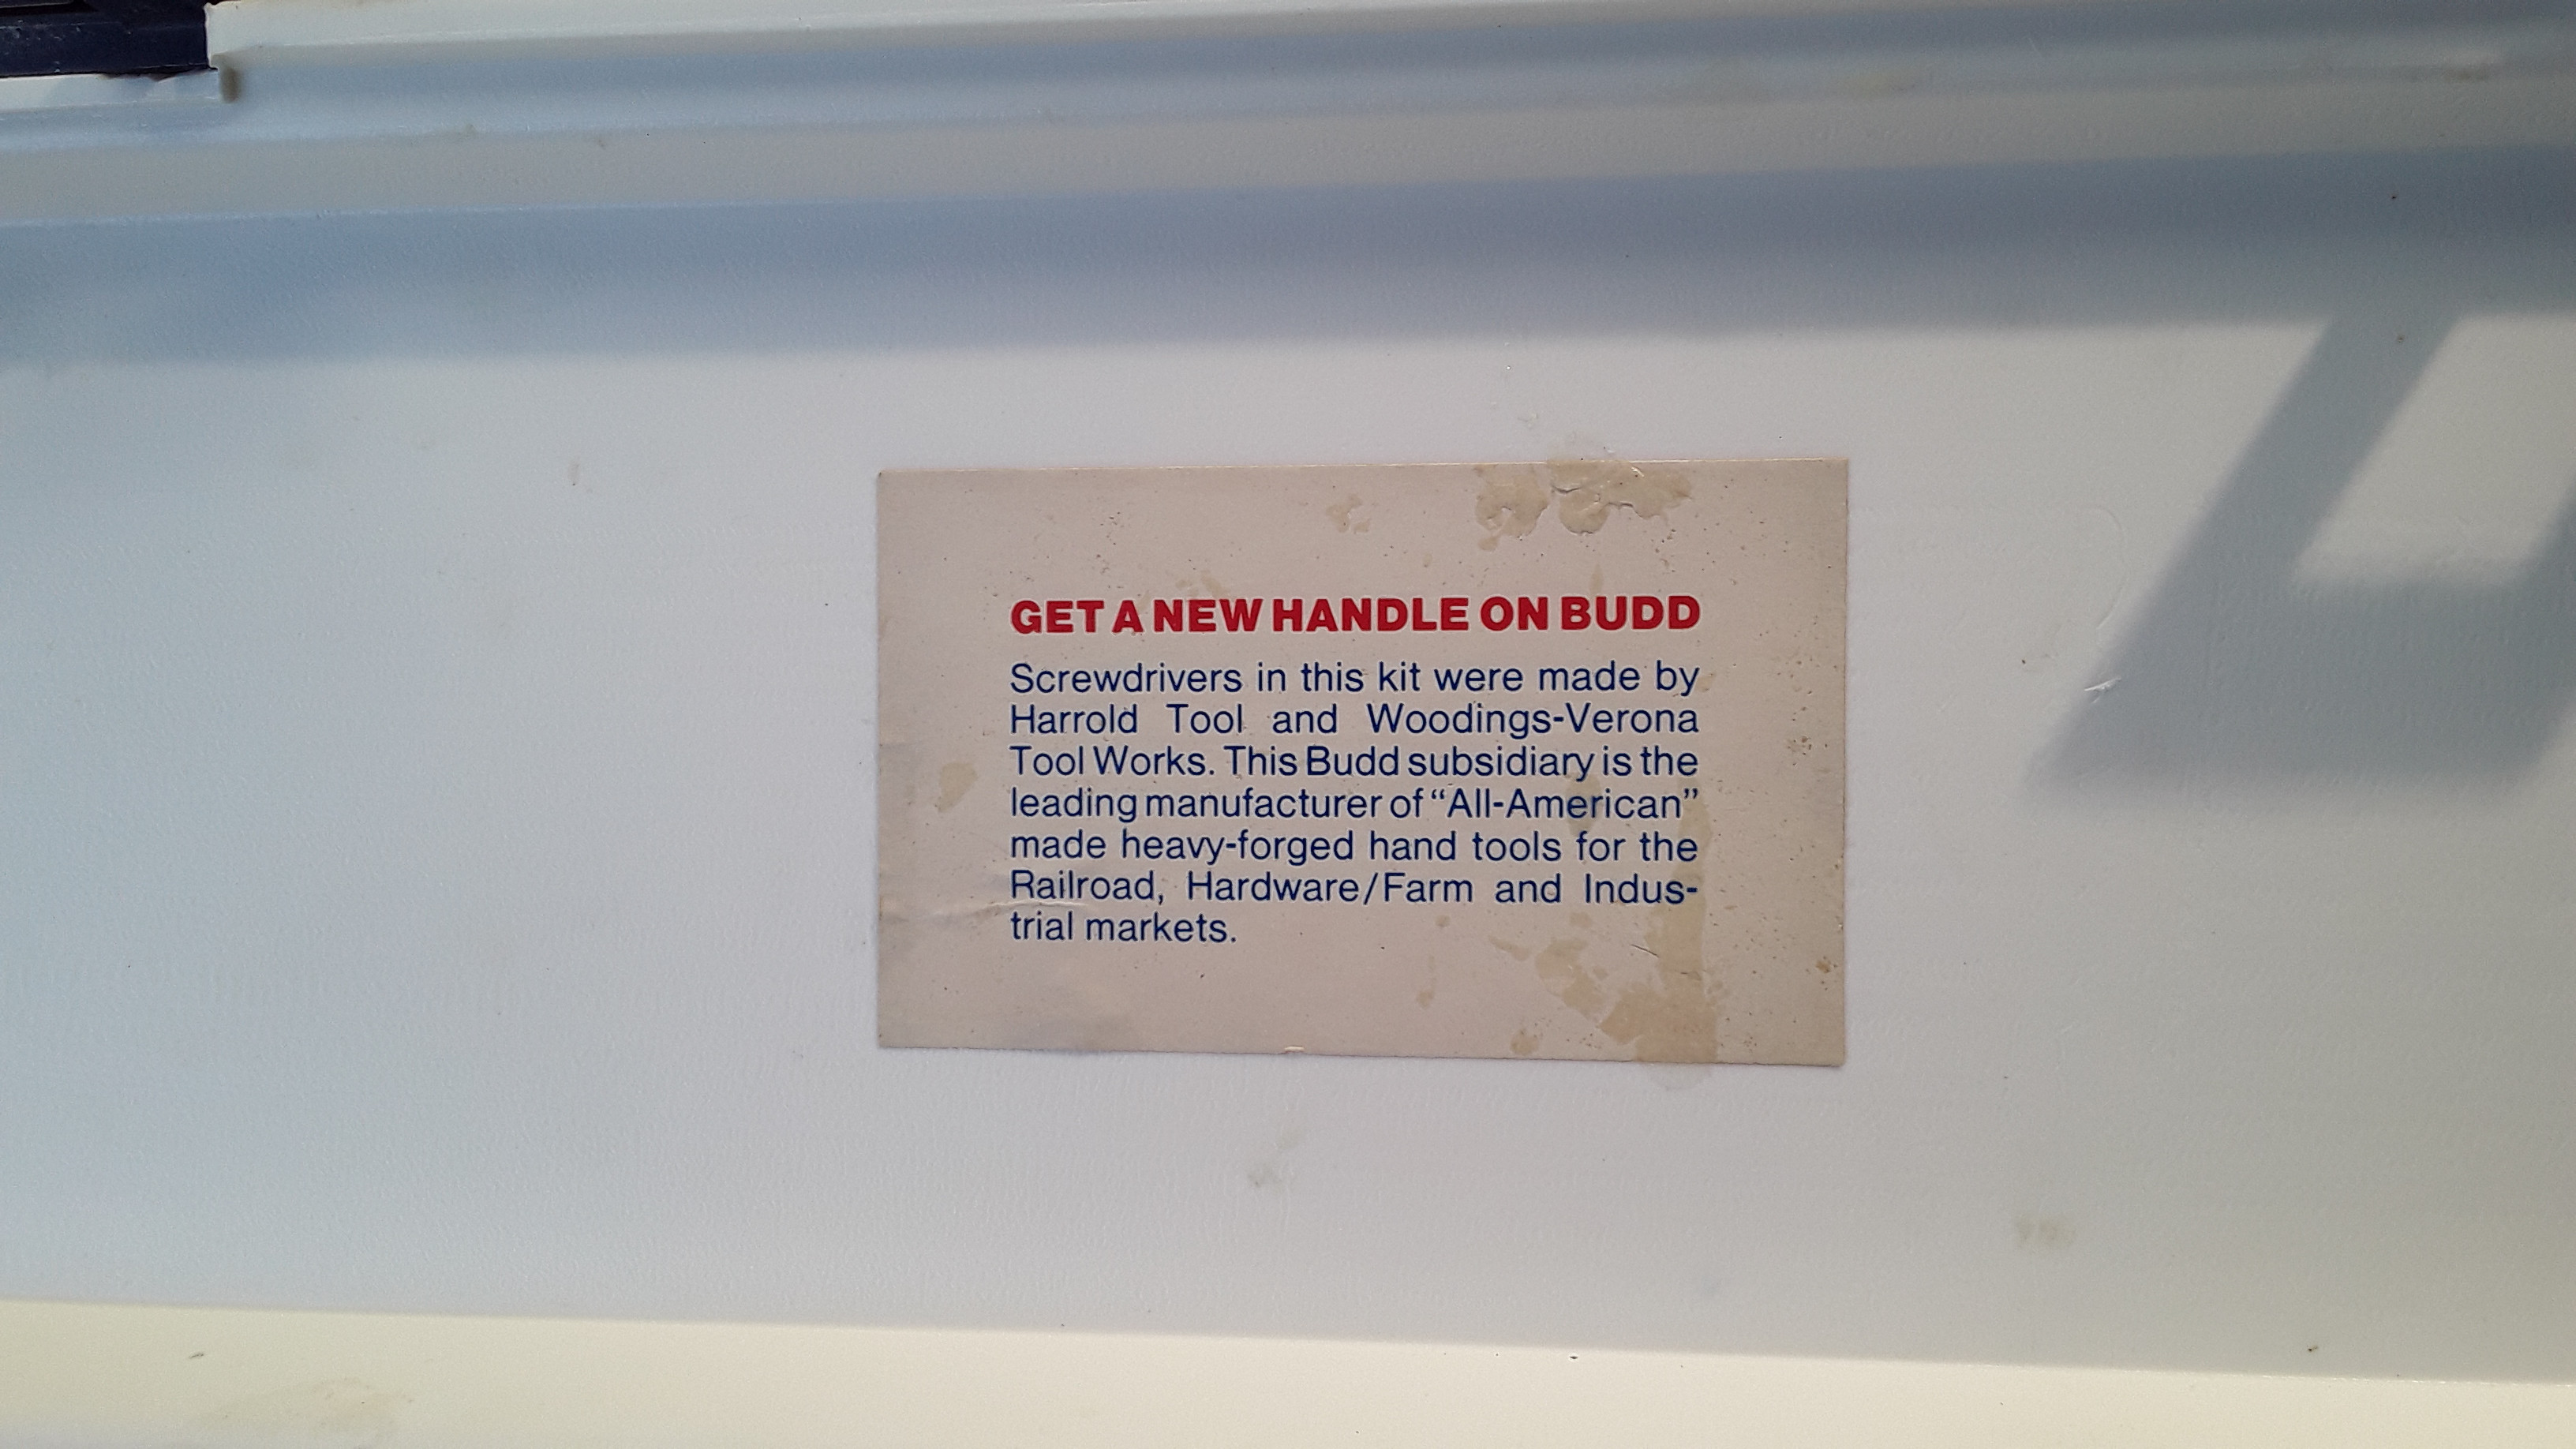 GET A NEW HANDLE ON BUDD
Screwdrivers in this kit were made by
Harrold Tool and Woodings-Verona
Tool Works. This Budd subsidiary is the
leading manufacturer of “All-American”
made heavy-forged hand tools for the
Railroad, Hardware/Farm and Indus-
trial markets.